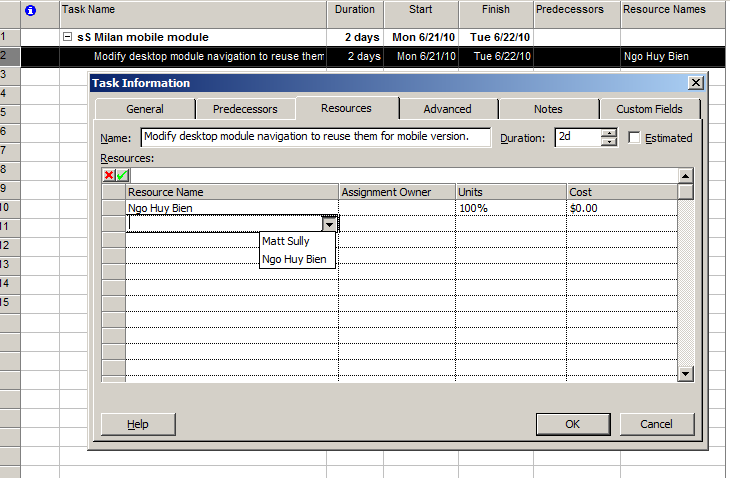 Task Name Duration Start Finish Predecessors Resource Names
1 sS Milan mobile module 2 days Mon 6/21/10 Tue 6/22/10
2 Modify desktop module navigation to reuse them 2 days Mon 6/21/10 Tue 6/22/10 Ngo Huy Bien
3
4
5
6
7
8
9
10
11
12
13
14
15
Task Information
General Predecessors Resources Advanced Notes Custom Fields
Name: Modify desktop module navigation to reuse them for mobile version. Duration: 2d Estimated
Resources:
Resource Name Assignment Owner Units Cost
Ngo Huy Bien 100% $0.00
Matt Sully
Ngo Huy Bien
Help OK Cancel